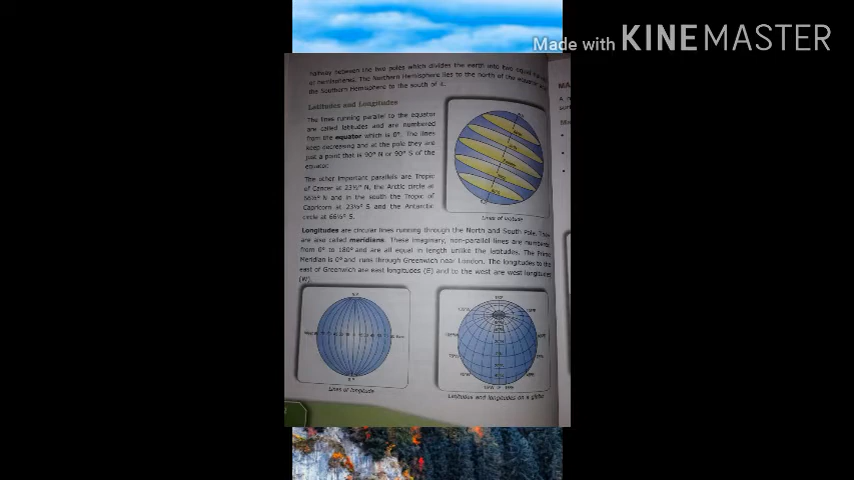 Made with KINEMASTER
halfway between the two poles which divides the earth into two equal
or hemispheres. The Northern Hemisphere lies to the north of the equator and
the Southern Hemisphere to the south of it.
Latitudes and Longitudes
The lines running parallel to the equator
are called latitudes and are numbered
from the equator which is 0°. The lines
keep decreasing and at the pole they are
just a point that is 90° N or 90° S of the
equator.
The other important parallels are Tropic
of Cancer at 23½° N, the Arctic circle at
66½° N and in the south the Tropic of
Capricorn at 23½° S and the Antarctic
circle at 66½° S.
Lines of latitude
Longitudes are circular lines running through the North and South Pole. They
are also called meridians. These imaginary, non-parallel lines are numbered
from 0° to 180° and are all equal in length unlike the latitudes. The Prime
Meridian is 0° and runs through Greenwich near London. The longitudes to the
east of Greenwich are east longitudes (E) and to the west are west longitudes
(W).
Lines of longitude
Latitudes and longitudes on a globe
MA